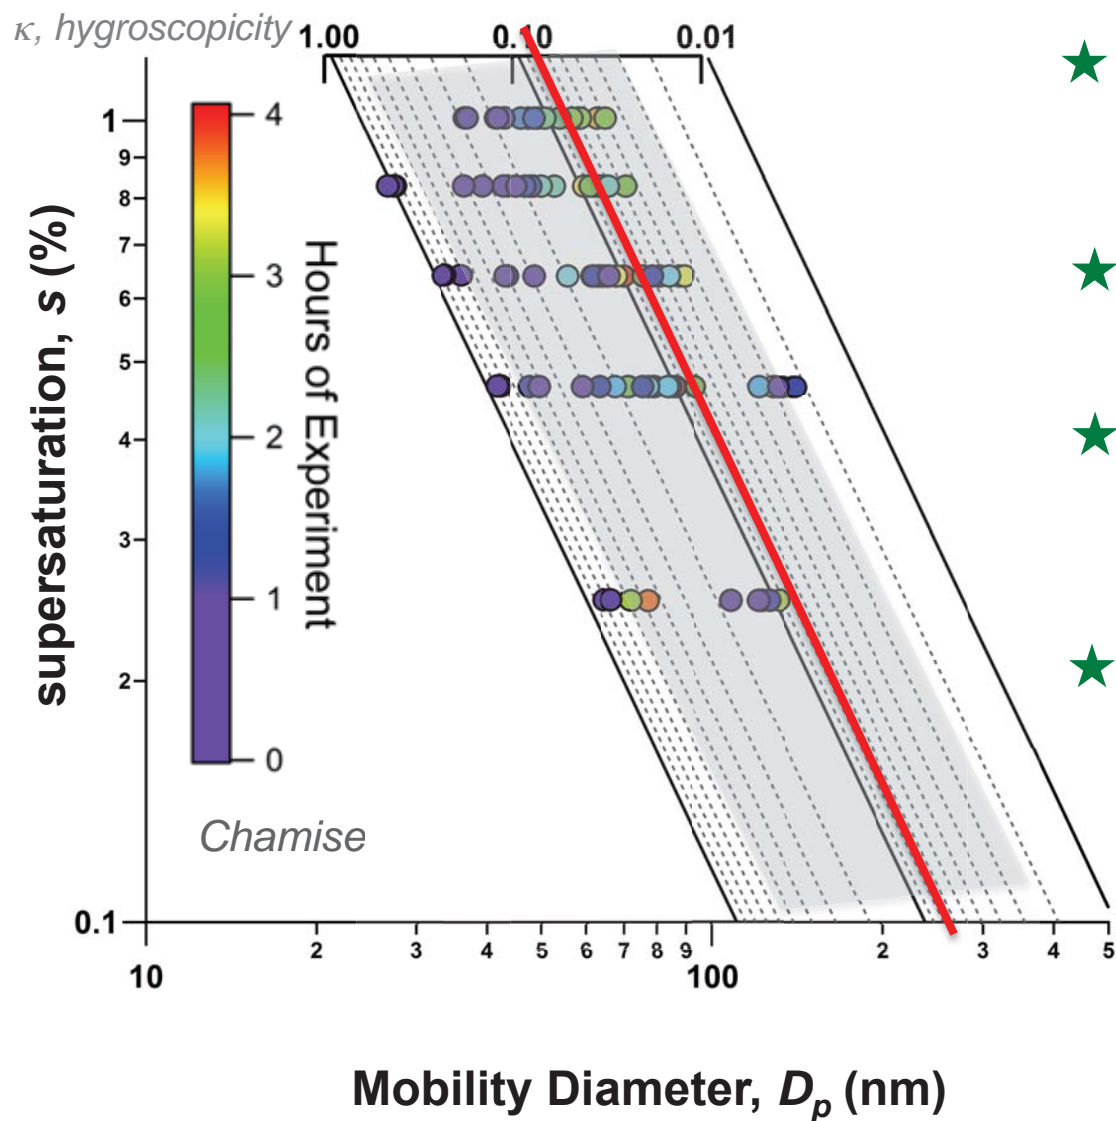 κ, hygroscopicity
1.00 0.10 0.01
1
9
8
7
6
5
4
3
2
0.1
supersaturation, s (%)
4
3
2
1
0
Hours of Experiment
Chamise
2 3 4 5 6 7 8 9 2 3 4 5
10 100
Mobility Diameter, Dp (nm)